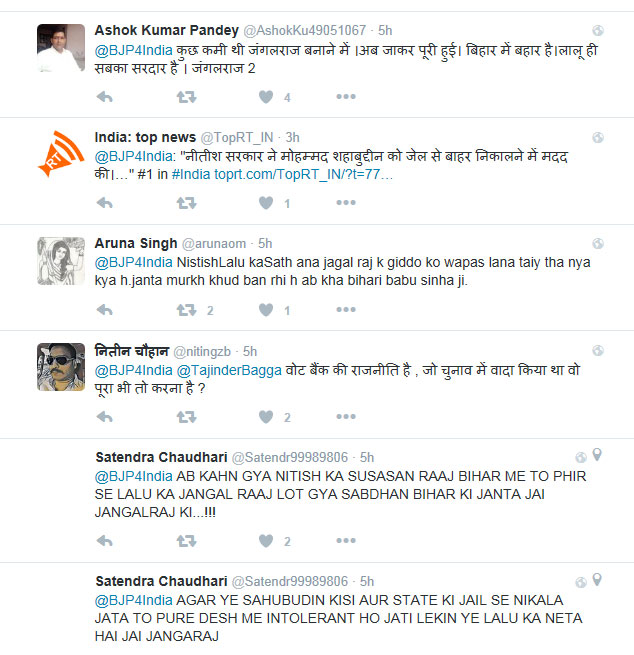 Ashok Kumar Pandey @AshokKu49051067 · 5h
@BJP4India कुछ कमी थी जंगलराज बनाने में ।अब जाकर पूरी हुई। बिहार में बहार है।लालू ही
सबका सरदार है । जंगलराज 2
4
India: top news @TopRT_IN · 3h
RT
@BJP4India: "नीतीश सरकार ने मोहम्मद शहाबुद्दीन को जेल से बाहर निकालने में मदद
की।…" #1 in #India toprt.com/TopRT_IN/?t=77…
1
Aruna Singh @arunaom · 5h
@BJP4India NistishLalu kaSath ana jagal raj k giddo ko wapas lana taiy tha nya
kya h.janta murkh khud ban rhi h ab kha bihari babu sinha ji.
2 1
नितीन चौहान @nitingzb · 5h
@BJP4India @TajinderBagga वोट बैंक की राजनीति है , जो चुनाव में वादा किया था वो
पूरा भी तो करना है ?
2
Satendra Chaudhari @Satendr99989806 · 5h
@BJP4India AB KAHN GYA NITISH KA SUSASAN RAAJ BIHAR ME TO PHIR
SE LALU KA JANGAL RAAJ LOT GYA SABDHAN BIHAR KI JANTA JAI
JANGALRAJ KI...!!!
2
Satendra Chaudhari @Satendr99989806 · 5h
@BJP4India AGAR YE SAHUBUDIN KISI AUR STATE KI JAIL SE NIKALA
JATA TO PURE DESH ME INTOLERANT HO JATI LEKIN YE LALU KA NETA
HAI JAI JANGARAJ